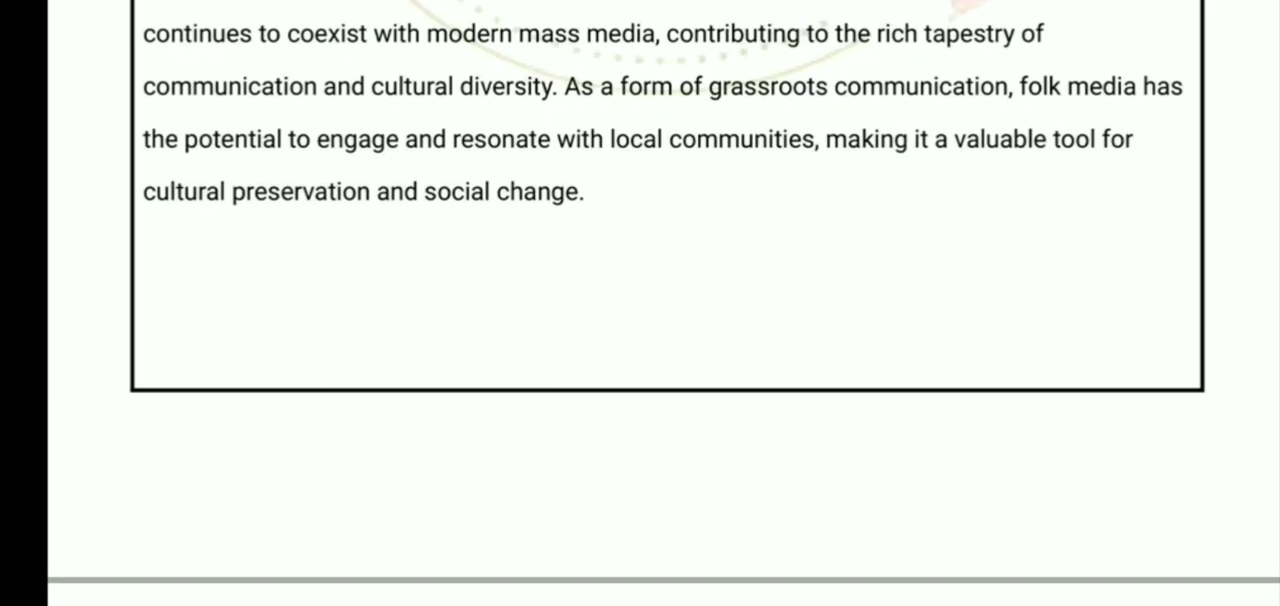 continues to coexist with modern mass media, contributing to the rich tapestry of
communication and cultural diversity. As a form of grassroots communication, folk media has
the potential to engage and resonate with local communities, making it a valuable tool for
cultural preservation and social change.